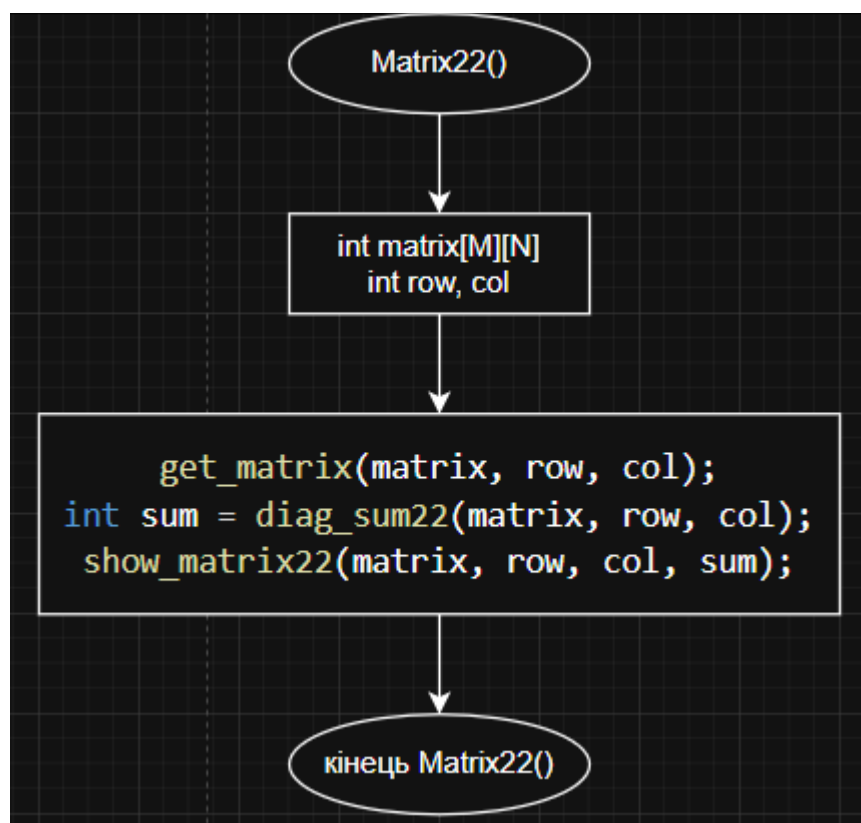 Matrix22()
int matrix[M][N]
int row, col
get_matrix(matrix, row, col);
int sum = diag_sum22(matrix, row, col);
show_matrix22(matrix, row, col, sum);
кінець Matrix22()